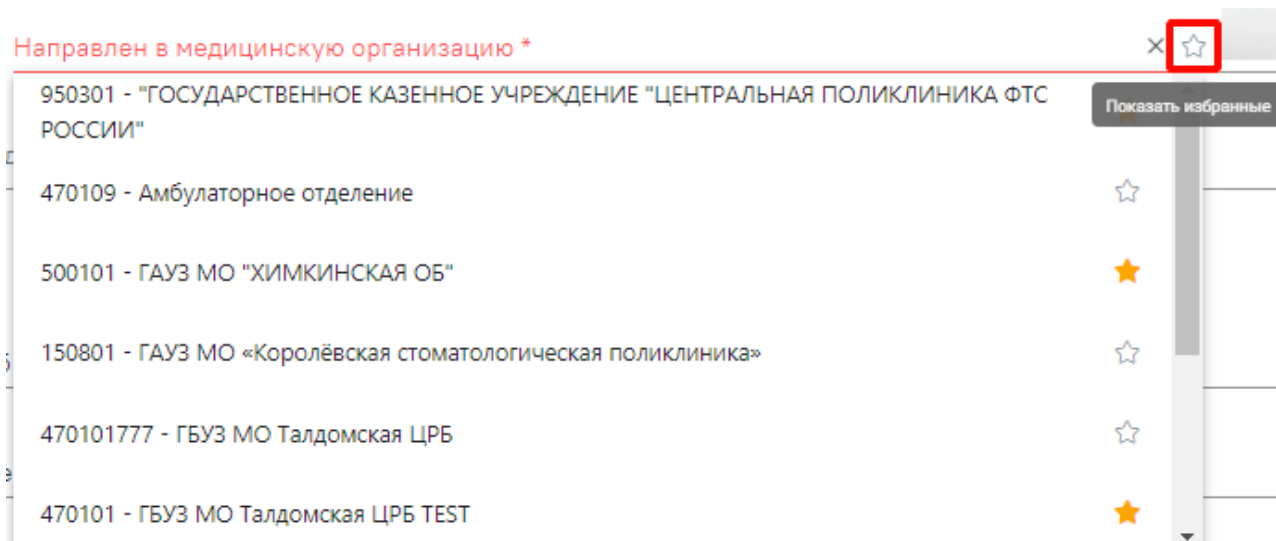 Направлен в медицинскую организацию *
950301 - "ГОСУДАРСТВЕННОЕ КАЗЕННОЕ УЧРЕЖДЕНИЕ "ЦЕНТРАЛЬНАЯ ПОЛИКЛИНИКА ФТС
РОССИИ"
Показать избранные
470109 - Амбулаторное отделение
500101 - ГАУЗ МО "ХИМКИНСКАЯ ОБ"
150801 - ГАУЗ МО «Королёвская стоматологическая поликлиника»
470101777 - ГБУЗ МО Талдомская ЦРБ
470101 - ГБУЗ МО Талдомская ЦРБ TEST